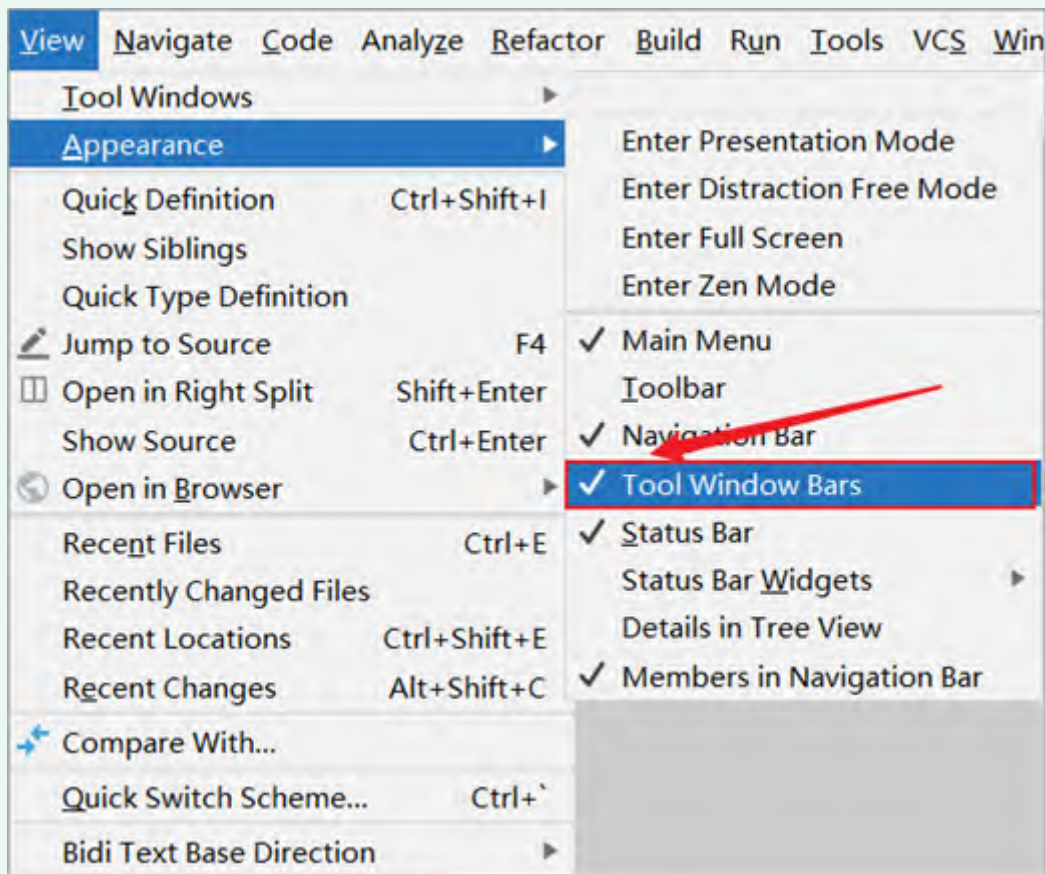 View Navigate Code Analyze Refactor Build Run Tools VCS Win
Tool Windows
Appearance
Quick Definition Ctrl+Shift+I
Show Siblings
Quick Type Definition
Jump to Source F4
Open in Right Split Shift+Enter
Show Source Ctrl+Enter
Open in Browser
Recent Files Ctrl+E
Recently Changed Files
Recent Locations Ctrl+Shift+E
Recent Changes Alt+Shift+C
Compare With...
Quick Switch Scheme... Ctrl+`
Bidi Text Base Direction
Enter Presentation Mode
Enter Distraction Free Mode
Enter Full Screen
Enter Zen Mode
Main Menu
Toolbar
Navigation Bar
Tool Window Bars
Status Bar
Status Bar Widgets
Details in Tree View
Members in Navigation Bar